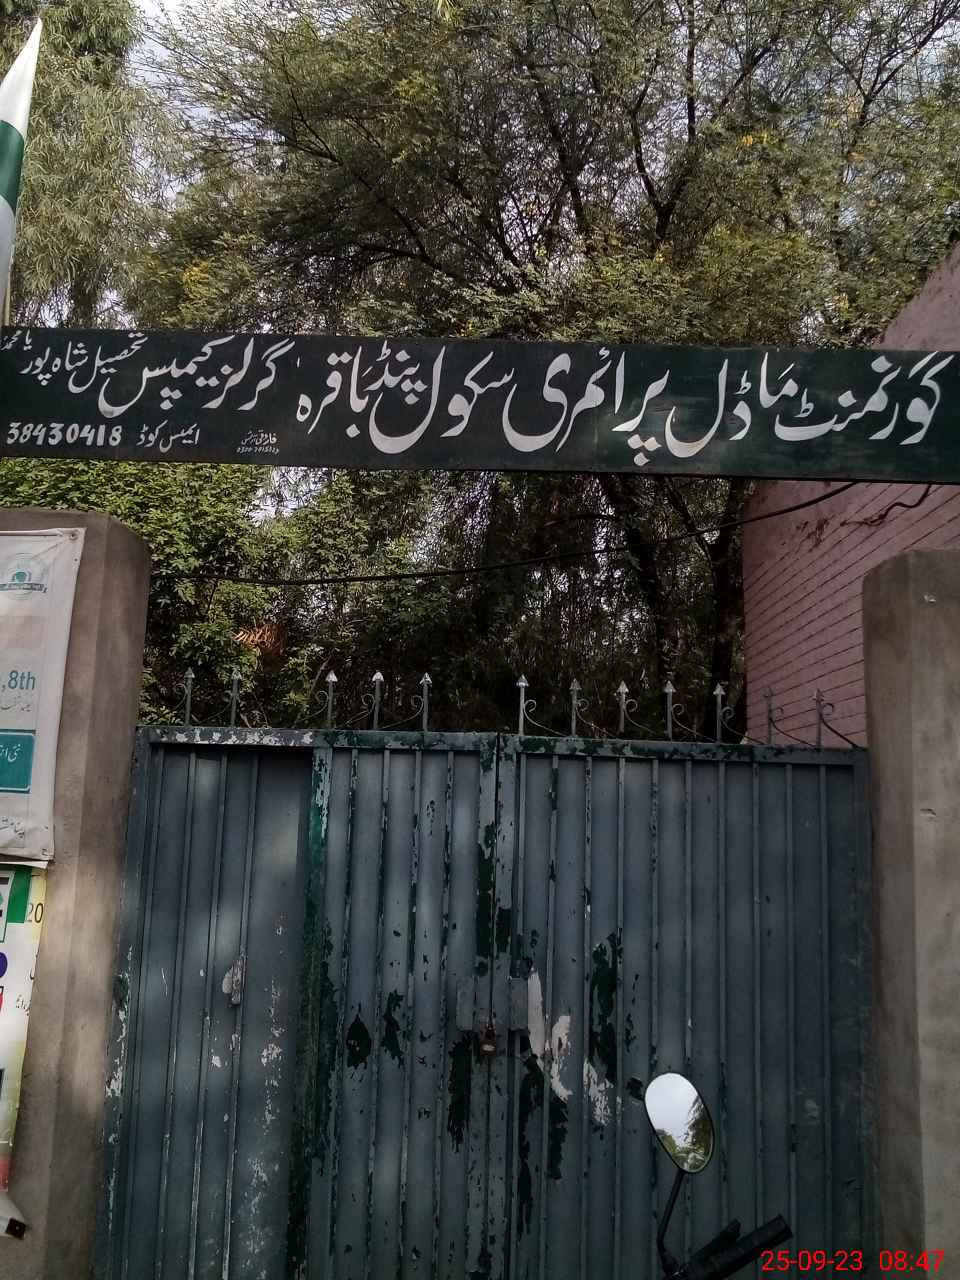 گورنمنٹ ماڈل پرائمری سکول پنڈ باقرہ گرلز کیمپس تحصیل شاہ پور
ایمس کوڈ 38430418
,8th
20
25-09-23 08:47